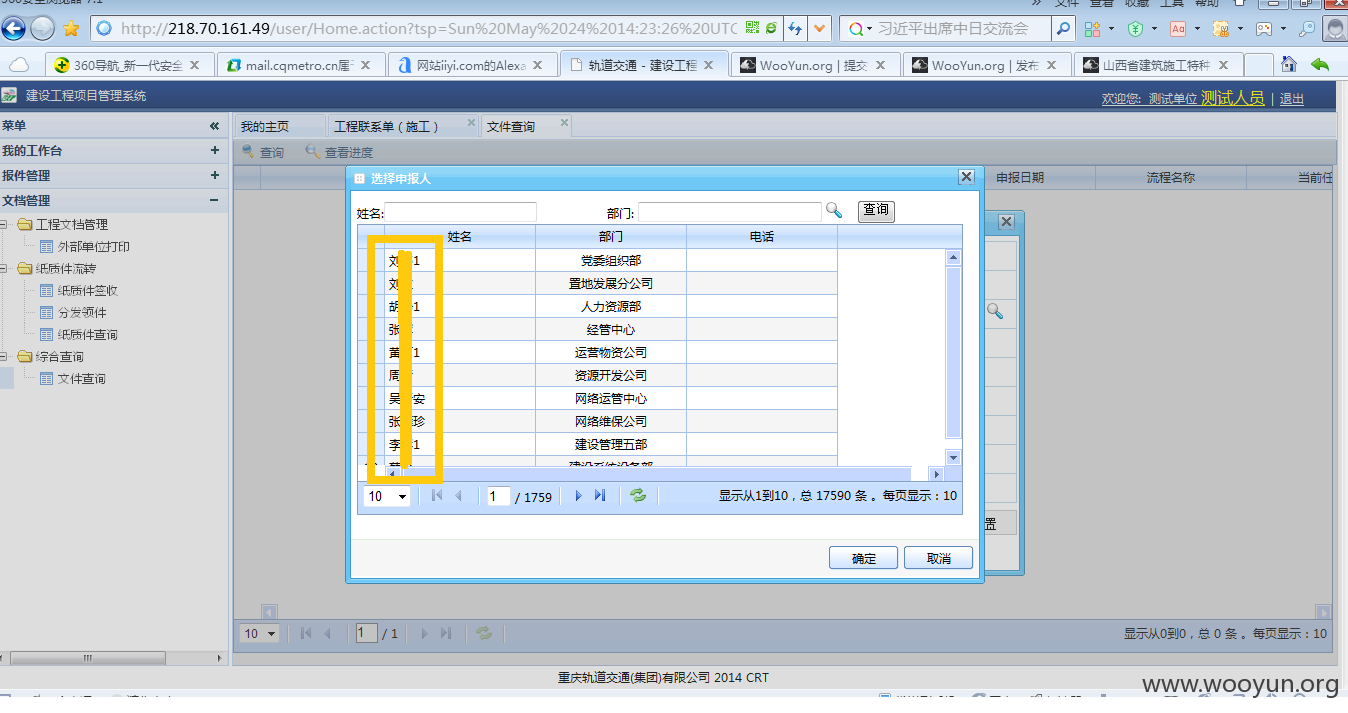 文件 查看 收藏 工具 帮助
http://218.70.161.49/user/Home.action?tsp=Sun%20May%2024%2014:23:26%20UTC
习近平出席中日交流会
360导航_新一代安全
mail.cqmetro.cn属于
网站iiyi.com的Alexa
轨道交通 - 建设工程
WooYun.org | 提交
WooYun.org | 发布
山西省建筑施工特种
建设工程项目管理系统
欢迎您: 测试单位 测试人员 | 退出
菜单
我的主页
工程联系单 ( 施工 )
文件查询
我的工作台
查询
查看进度
报件管理
文档管理
工程文档管理
外部单位打印
纸质件流转
纸质件签收
分发领件
纸质件查询
综合查询
文件查询
申报日期
流程名称
当前任
选择申报人
姓名:
部门:
查询
姓名
部门
电话
刘 1
党委组织部
刘
置地发展分公司
胡 1
人力资源部
张
经管中心
董 1
运营物资公司
周
资源开发公司
吴 安
网络运管中心
张 珍
网络维保公司
李 1
建设管理五部
10
1 / 1759
显示从1到10 , 总 17590 条 。每页显示 : 10
置
确定
取消
10
1 / 1
显示从0到0 , 总 0 条 。每页显示 : 10
重庆轨道交通(集团)有限公司 2014 CRT
www.wooyun.org